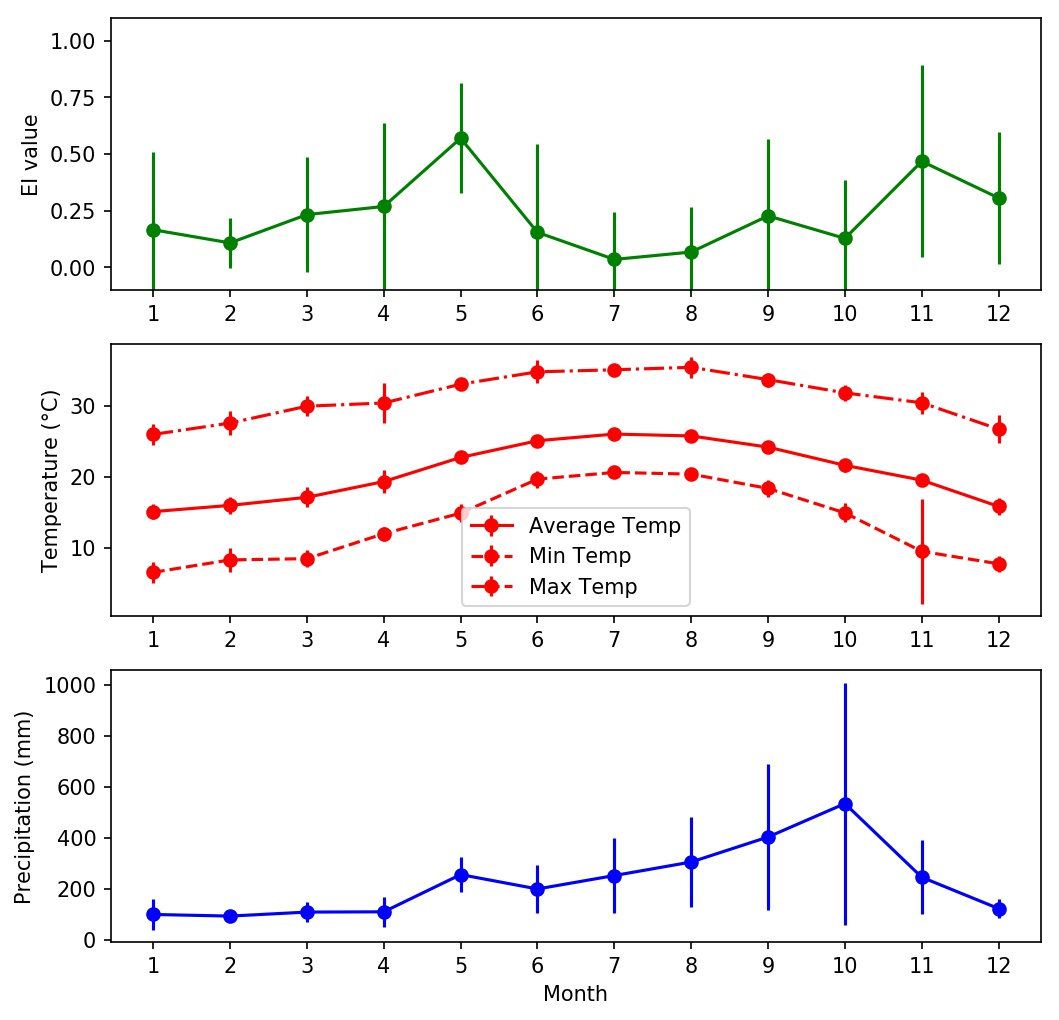 1.00
0.75
0.50
0.25
0.00
EI value
1 2 3 4 5 6 7 8 9 10 11 12
30
20
10
Temperature (°C)
Average Temp
Min Temp
Max Temp
1 2 3 4 5 6 7 8 9 10 11 12
1000
800
600
400
200
0
Precipitation (mm)
1 2 3 4 5 6 7 8 9 10 11 12
Month